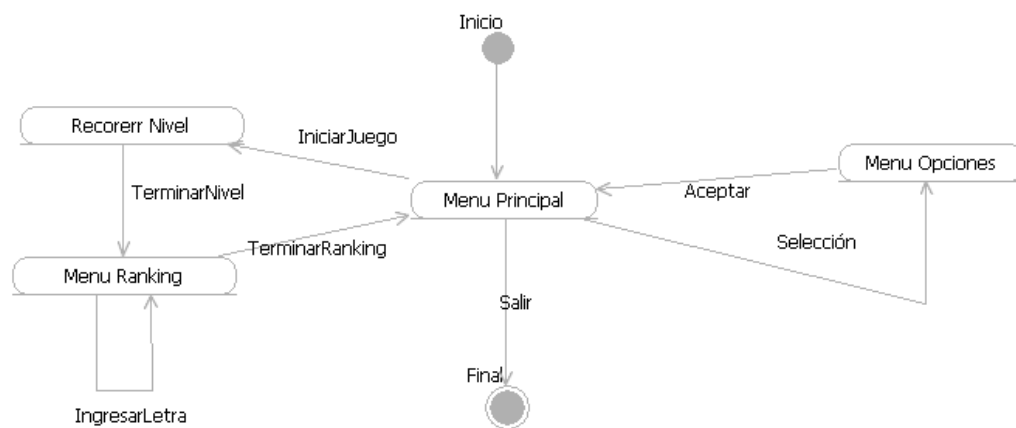 Inicio
Recorerr Nivel
IniciarJuego
Menu Opciones
TerminarNivel
Menu Principal
Aceptar
TerminarRanking
Selección
Menu Ranking
Salir
Final
IngresarLetra